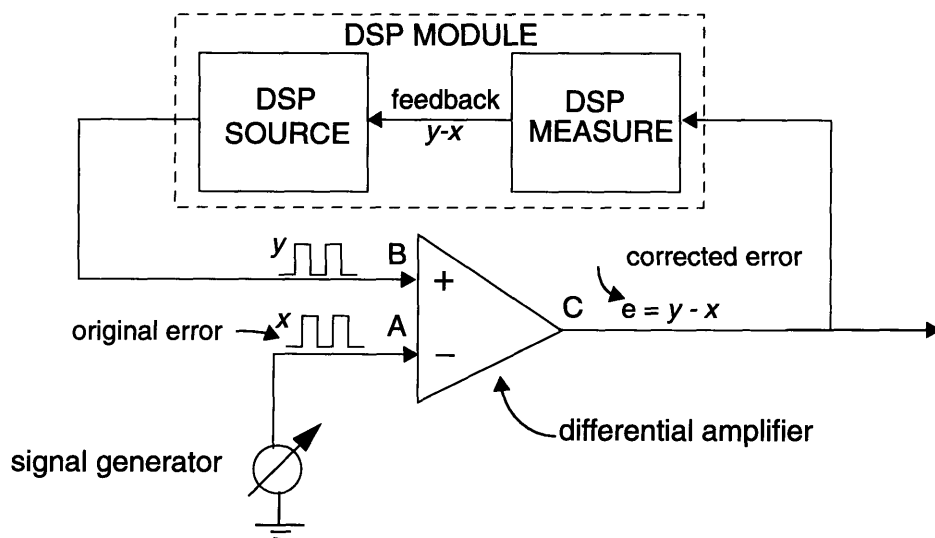 DSP MODULE
DSP
SOURCE
feedback
y-x
DSP
MEASURE
y
B
+
corrected error
C
e = y - x
original error
x
A
−
differential amplifier
signal generator